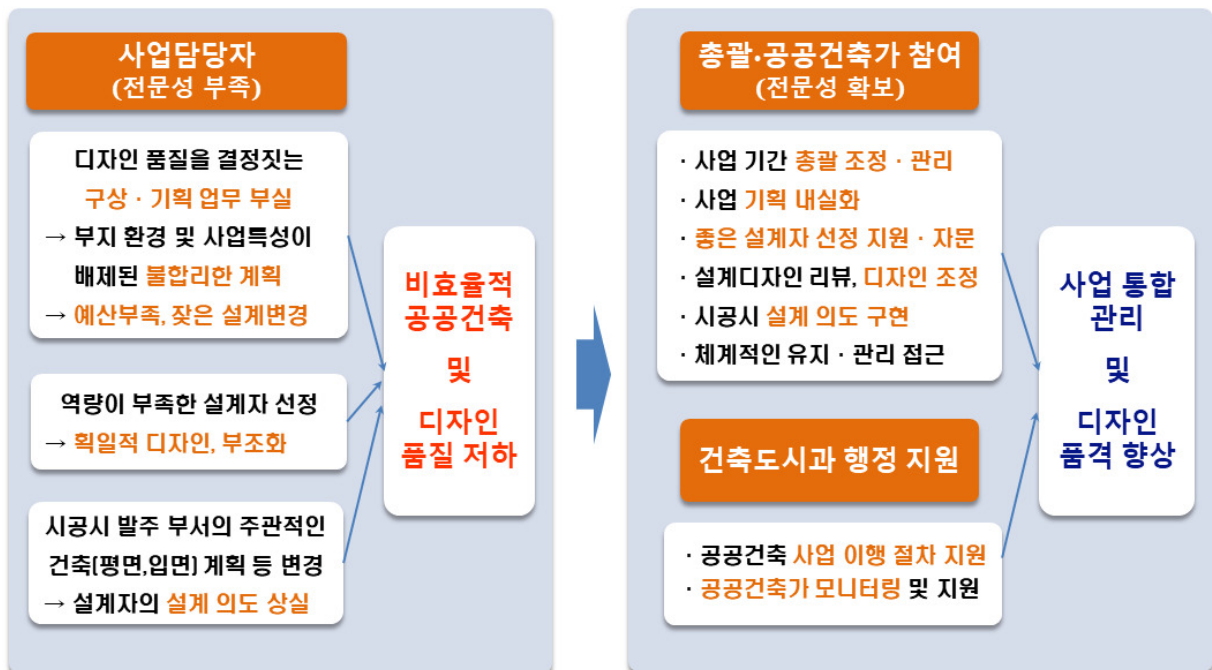 사업담당자
(전문성 부족)
디자인 품질을 결정짓는
구상 · 기획 업무 부실
→ 부지 환경 및 사업특성이
배제된 불합리한 계획
→ 예산부족, 잦은 설계변경
역량이 부족한 설계자 선정
→ 획일적 디자인, 부조화
시공시 발주 부서의 주관적인
건축(평면,입면) 계획 등 변경
→ 설계자의 설계 의도 상실
비효율적
공공건축
및
디자인
품질 저하
총괄·공공건축가 참여
(전문성 확보)
· 사업 기간 총괄 조정 · 관리
· 사업 기획 내실화
· 좋은 설계자 선정 지원 · 자문
· 설계디자인 리뷰, 디자인 조정
· 시공시 설계 의도 구현
· 체계적인 유지 · 관리 접근
건축도시과 행정 지원
· 공공건축 사업 이행 절차 지원
· 공공건축가 모니터링 및 지원
사업 통합
관리
및
디자인
품격 향상